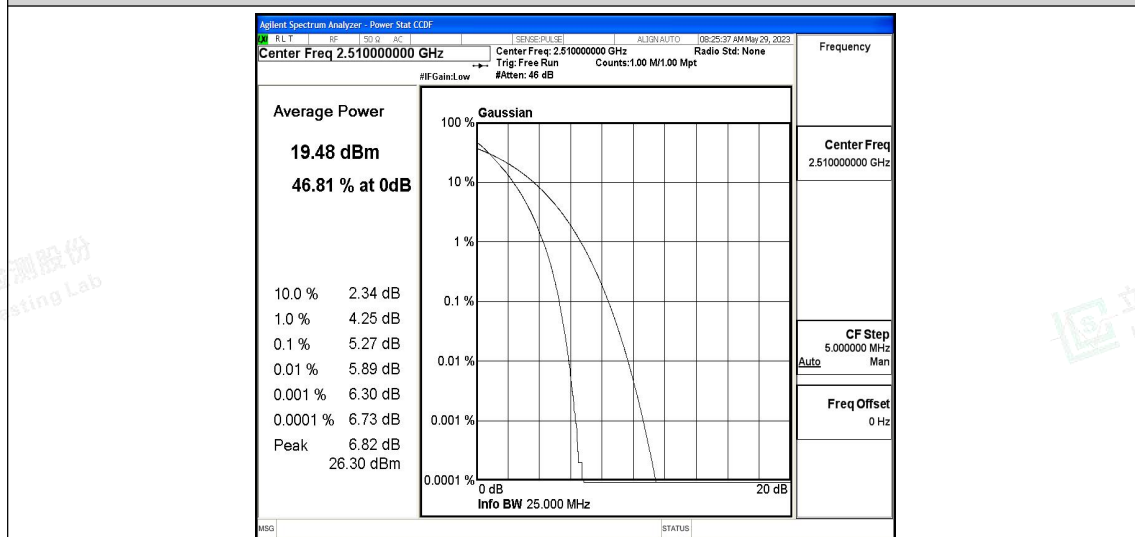 Agilent Spectrum Analyzer - Power Stat CCDF
LXI R L T RF 50 Ω AC SENSE:PULSE ALIGN AUTO 08:25:37 AM May 29, 2023
Center Freq 2.510000000 GHz
Center Freq: 2.510000000 GHz Radio Std: None
Trig: Free Run Counts:1.00 M/1.00 Mpt
#IFGain:Low #Atten: 46 dB
Frequency
Average Power
19.48 dBm
46.81 % at 0dB
10.0 % 2.34 dB
1.0 % 4.25 dB
0.1 % 5.27 dB
0.01 % 5.89 dB
0.001 % 6.30 dB
0.0001 % 6.73 dB
Peak 6.82 dB
26.30 dBm
Gaussian
100 %
10 %
1 %
0.1 %
0.01 %
0.001 %
0.0001 %
0 dB 20 dB
Info BW 25.000 MHz
Center Freq
2.510000000 GHz
CF Step
5.000000 MHz
Auto Man
Freq Offset
0 Hz
MSG STATUS
测股份
sting Lab
立